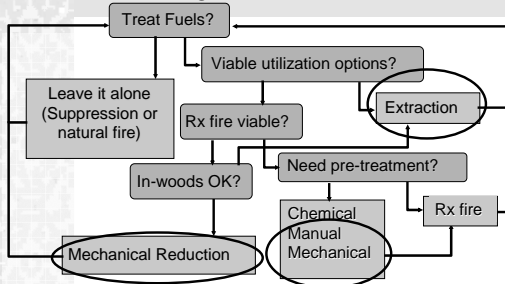 Treat Fuels?
Viable utilization options?
Leave it alone
(Suppression or
natural fire)
Extraction
Rx fire viable?
Need pre-treatment?
In-woods OK?
Chemical
Manual
Mechanical
Rx fire
Mechanical Reduction